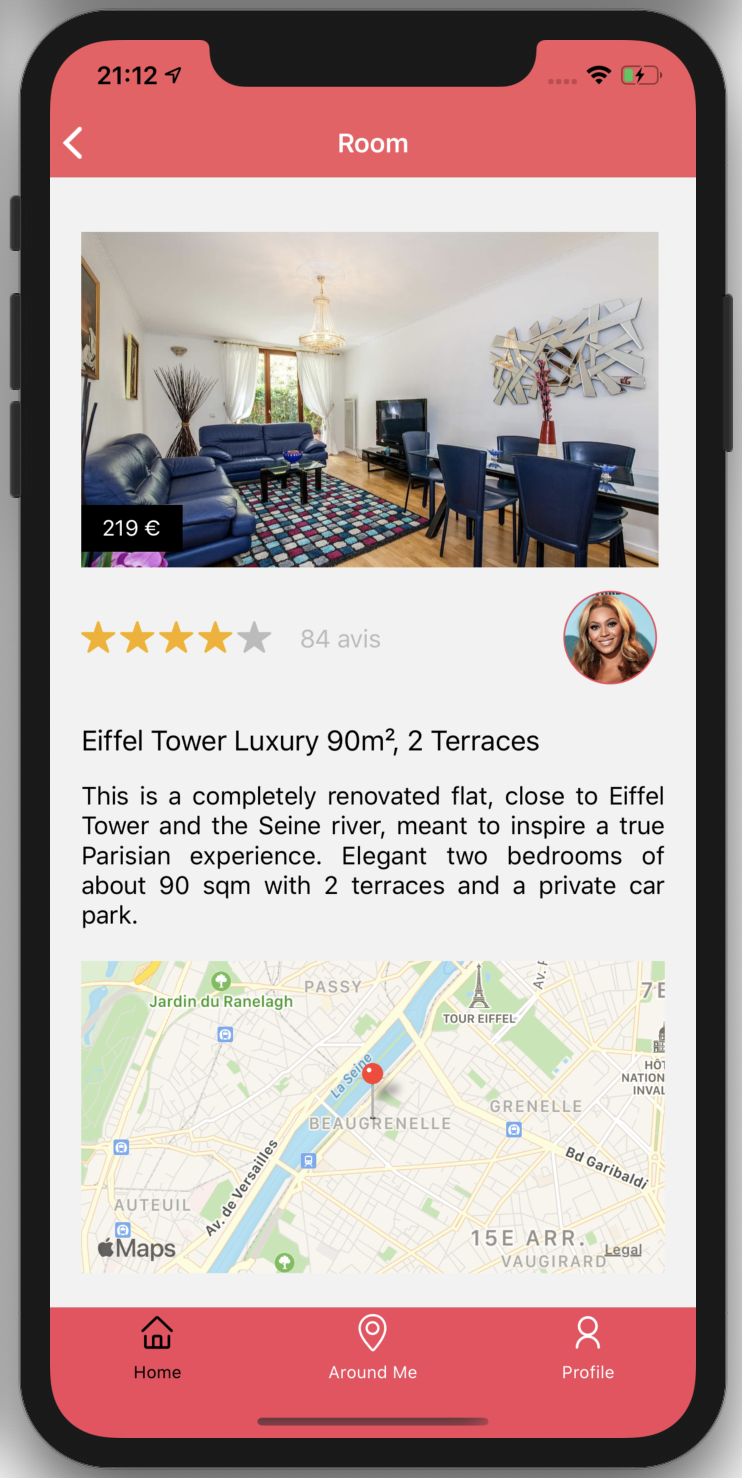 21:12
Room
219 €
84 avis
Eiffel Tower Luxury 90m², 2 Terraces
This is a completely renovated flat, close to Eiffel
Tower and the Seine river, meant to inspire a true
Parisian experience. Elegant two bedrooms of
about 90 sqm with 2 terraces and a private car
park.
PASSY
Jardin du Ranelagh
TOUR EIFFEL
Av. F
7E
La Seine
HÔT
NATION
INVAL
GRENELLE
BEAUGRENELLE
Bd Garibaldi
Av. de Versailles
AUTEUIL
15E ARR.
Maps
Legal
VAUGIRARD
Home
Around Me
Profile